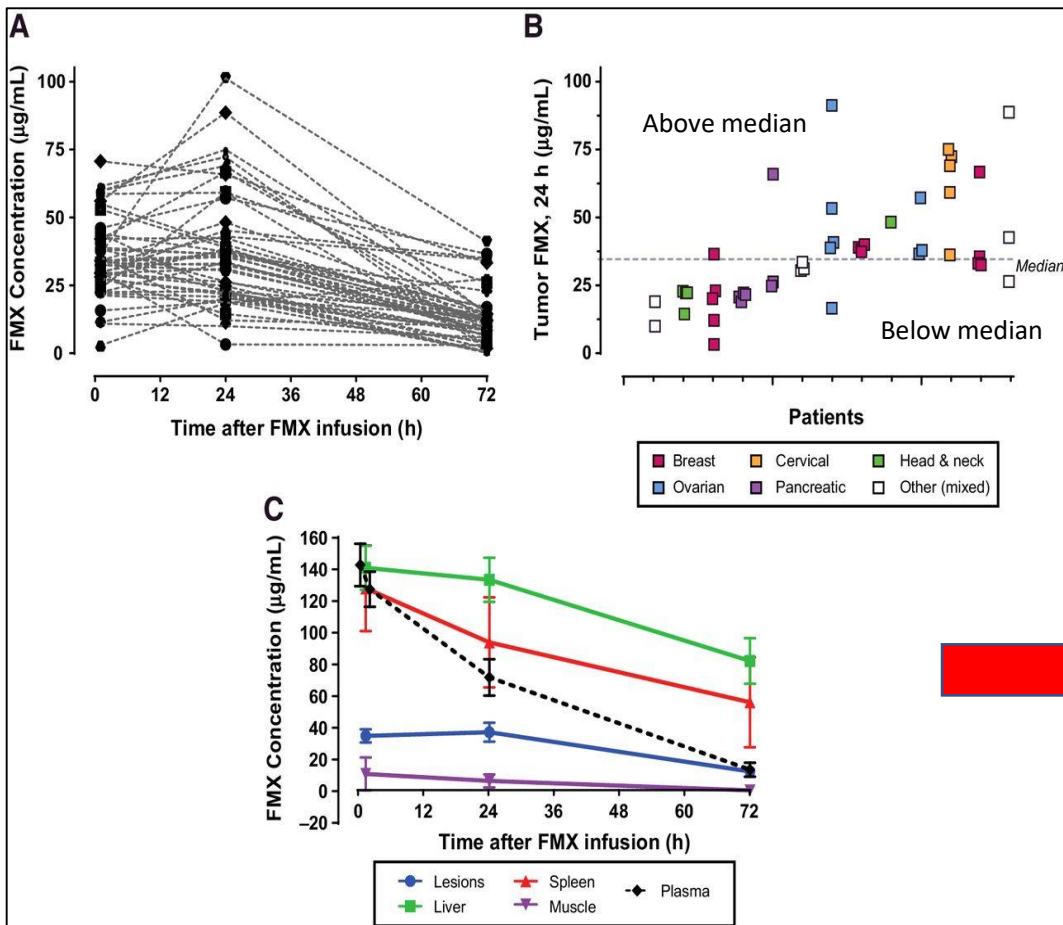 A
FMX Concentration (µg/mL)
100
75
50
25
0
0 12 24 36 48 60 72
Time after FMX infusion (h)
B
Tumor FMX, 24 h (µg/mL)
100
75
50
25
0
Above median
Median
Below median
Patients
Breast Cervical Head & neck
Ovarian Pancreatic Other (mixed)
C
FMX Concentration (µg/mL)
160
140
120
100
80
60
40
20
0
–20
0 12 24 36 48 60 72
Time after FMX infusion (h)
Lesions Spleen Plasma
Liver Muscle